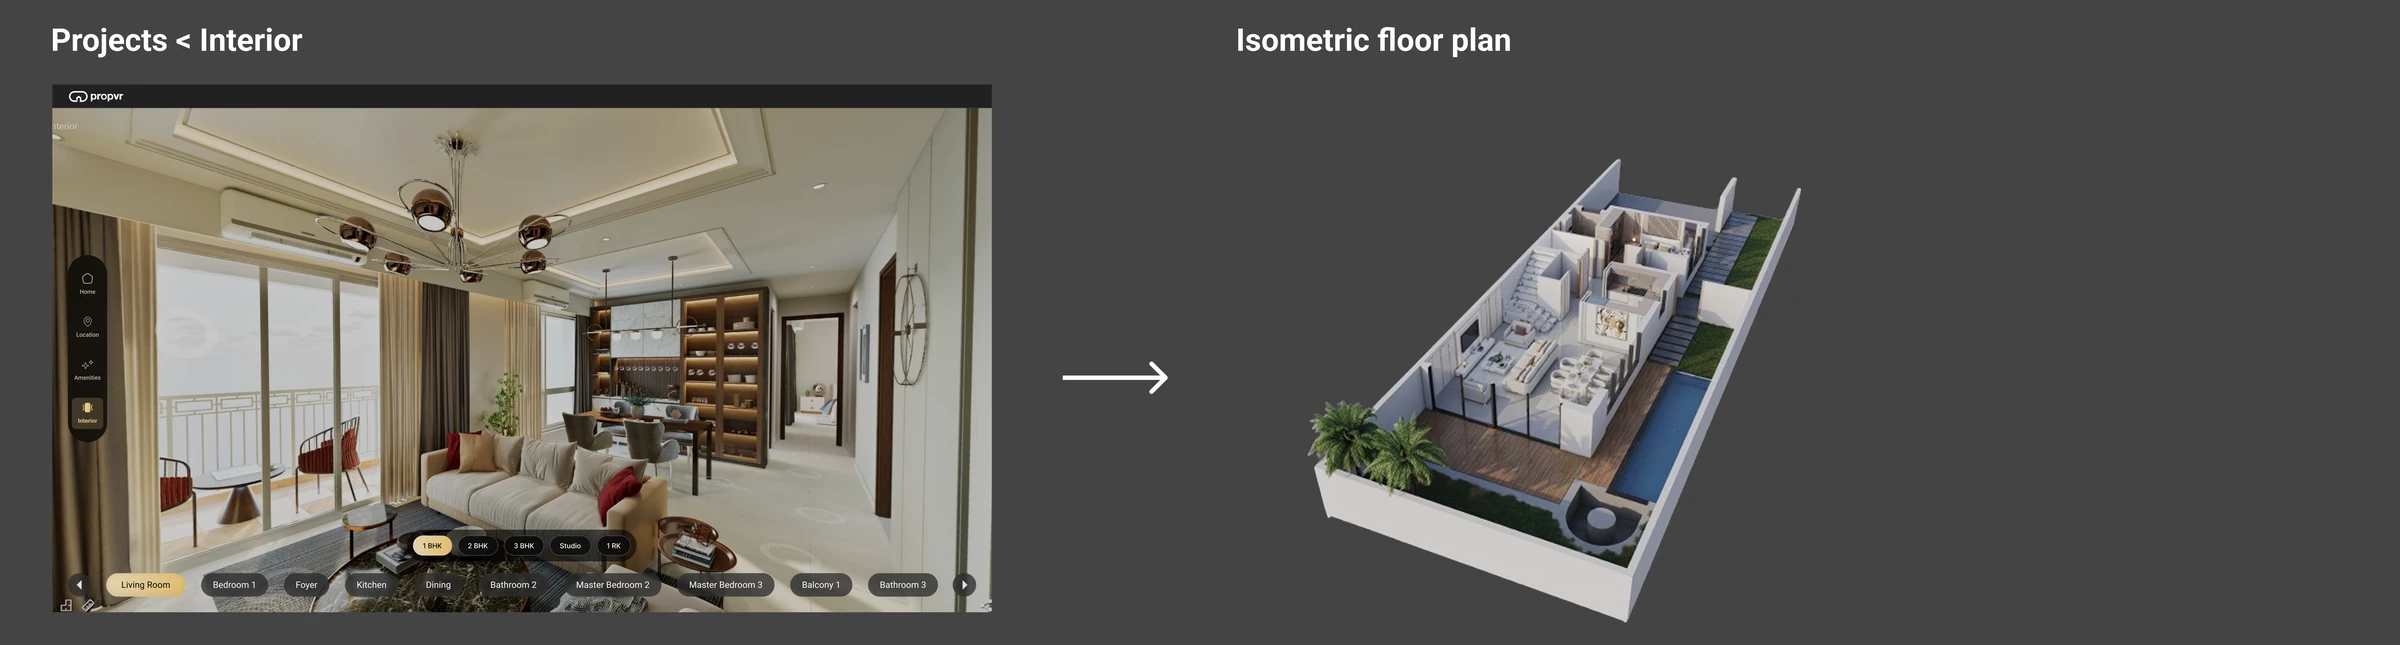 Projects < Interior
Isometric floor plan
propvr
nterior
Home
Location
Amenities
Interior
1 BHK
2 BHK
3 BHK
Studio
1 RK
Living Room
Bedroom 1
Foyer
Kitchen
Dining
Bathroom 2
Master Bedroom 2
Master Bedroom 3
Balcony 1
Bathroom 3